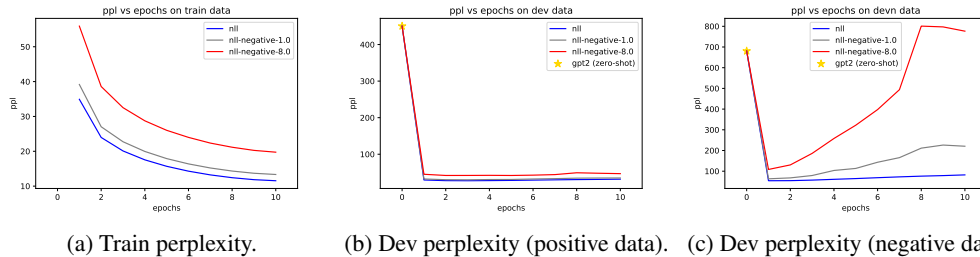 ppl vs epochs on train data
nll
nll-negative-1.0
nll-negative-8.0
ppl
50
40
30
20
10
0
2
4
6
8
10
epochs
(a) Train perplexity.
ppl vs epochs on dev data
nll
nll-negative-1.0
nll-negative-8.0
gpt2 (zero-shot)
ppl
400
300
200
100
0
2
4
6
8
10
epochs
(b) Dev perplexity (positive data).
ppl vs epochs on devn data
nll
nll-negative-1.0
nll-negative-8.0
gpt2 (zero-shot)
ppl
800
700
600
500
400
300
200
100
0
2
4
6
8
10
epochs
(c) Dev perplexity (negative da